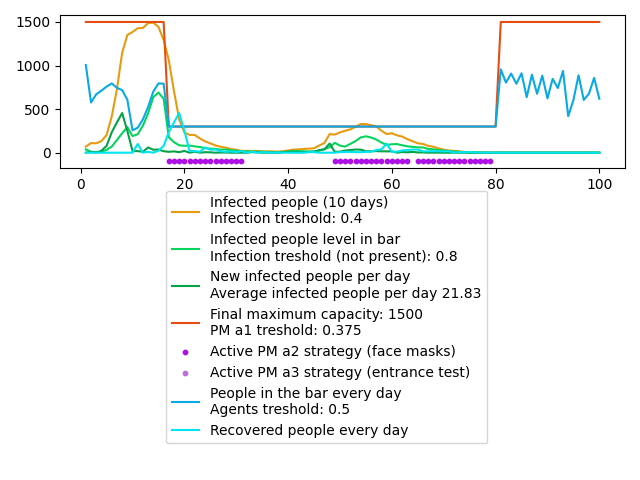 1500
1000
500
0
0 20 40 60 80 100
Infected people (10 days)
Infection treshold: 0.4
Infected people level in bar
Infection treshold (not present): 0.8
New infected people per day
Average infected people per day 21.83
Final maximum capacity: 1500
PM a1 treshold: 0.375
Active PM a2 strategy (face masks)
Active PM a3 strategy (entrance test)
People in the bar every day
Agents treshold: 0.5
Recovered people every day